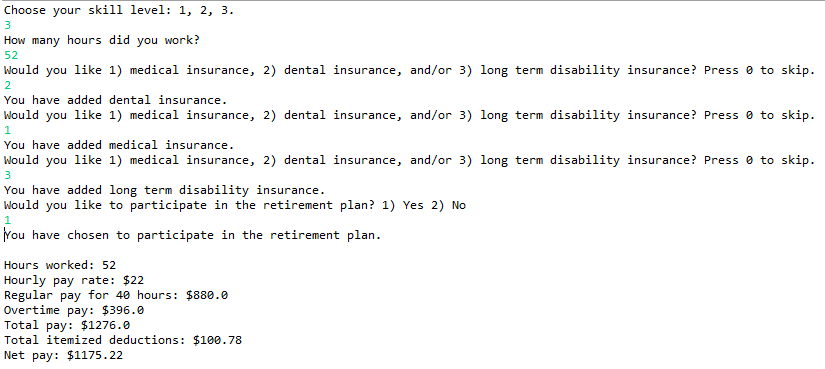 Choose your skill level: 1, 2, 3.
3
How many hours did you work?
52
Would you like 1) medical insurance, 2) dental insurance, and/or 3) long term disability insurance? Press 0 to skip.
2
You have added dental insurance.
Would you like 1) medical insurance, 2) dental insurance, and/or 3) long term disability insurance? Press 0 to skip.
1
You have added medical insurance.
Would you like 1) medical insurance, 2) dental insurance, and/or 3) long term disability insurance? Press 0 to skip.
3
You have added long term disability insurance.
Would you like to participate in the retirement plan? 1) Yes 2) No
1
You have chosen to participate in the retirement plan.

Hours worked: 52
Hourly pay rate: $22
Regular pay for 40 hours: $880.0
Overtime pay: $396.0
Total pay: $1276.0
Total itemized deductions: $100.78
Net pay: $1175.22